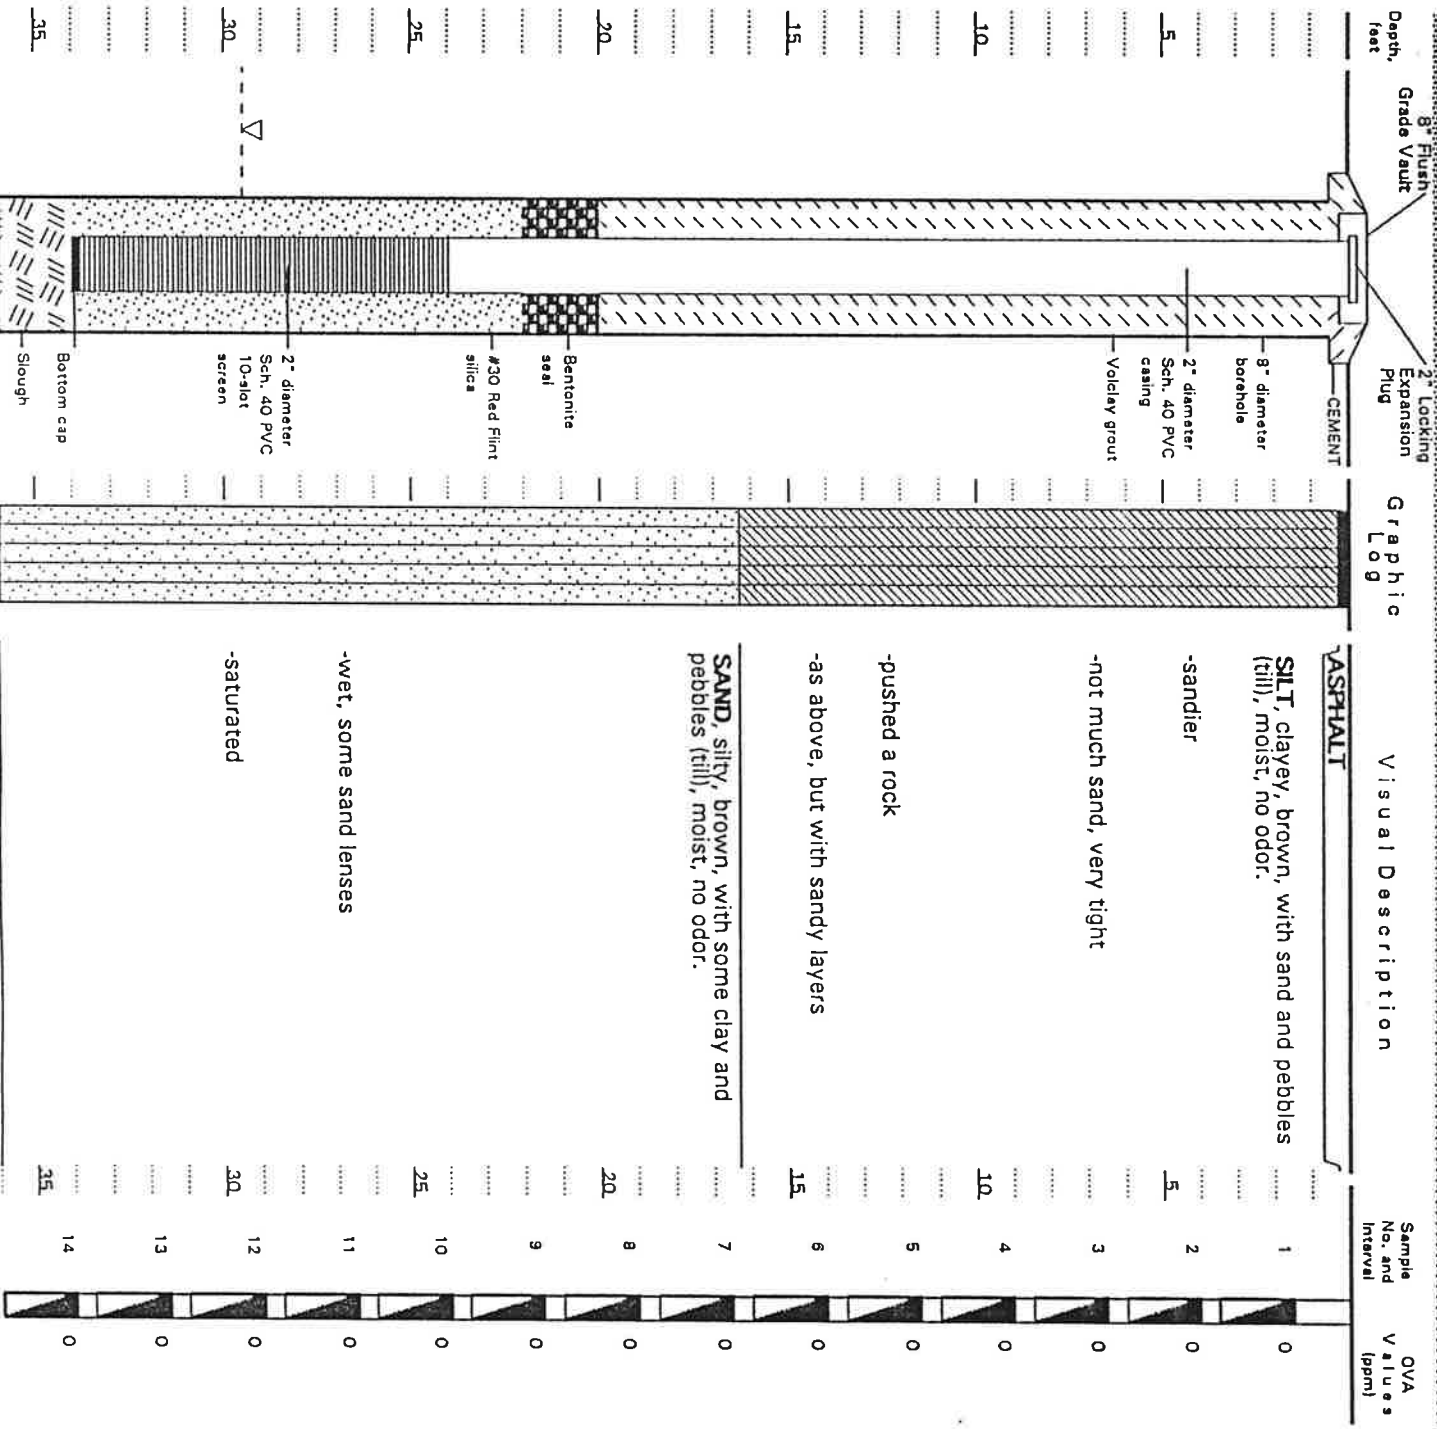 Depth,
feet
8" Flush
Grade Vault
2" Locking
Expansion
Plug
Graphic
Log
Visual Description
Sample
No. and
Interval
OVA
Values
(ppm)
CEMENT
8" diameter
borehole
2" diameter
Sch. 40 PVC
casing
Volclay grout
Bentonite
seal
#30 Red Flint
silica
2" diameter
Sch. 40 PVC
10-slot
screen
Bottom cap
Slough
5
10
15
20
25
30
35
ASPHALT
SILT, clayey, brown, with sand and pebbles
(till), moist, no odor.
-sandier
-not much sand, very tight
-pushed a rock
-as above, but with sandy layers
SAND, silty, brown, with some clay and
pebbles (till), moist, no odor.
-wet, some sand lenses
-saturated
5
10
15
20
25
30
35
1 0
2 0
3 0
4 0
5 0
6 0
7 0
8 0
9 0
10 0
11 0
12 0
13 0
14 0